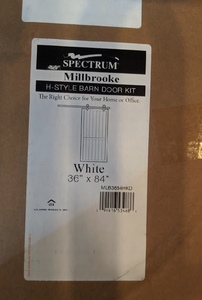 SPECTRUM
Millbrooke
H-STYLE BARN DOOR KIT
The Right Choice for Your Home or Office.
White
36" x 84"